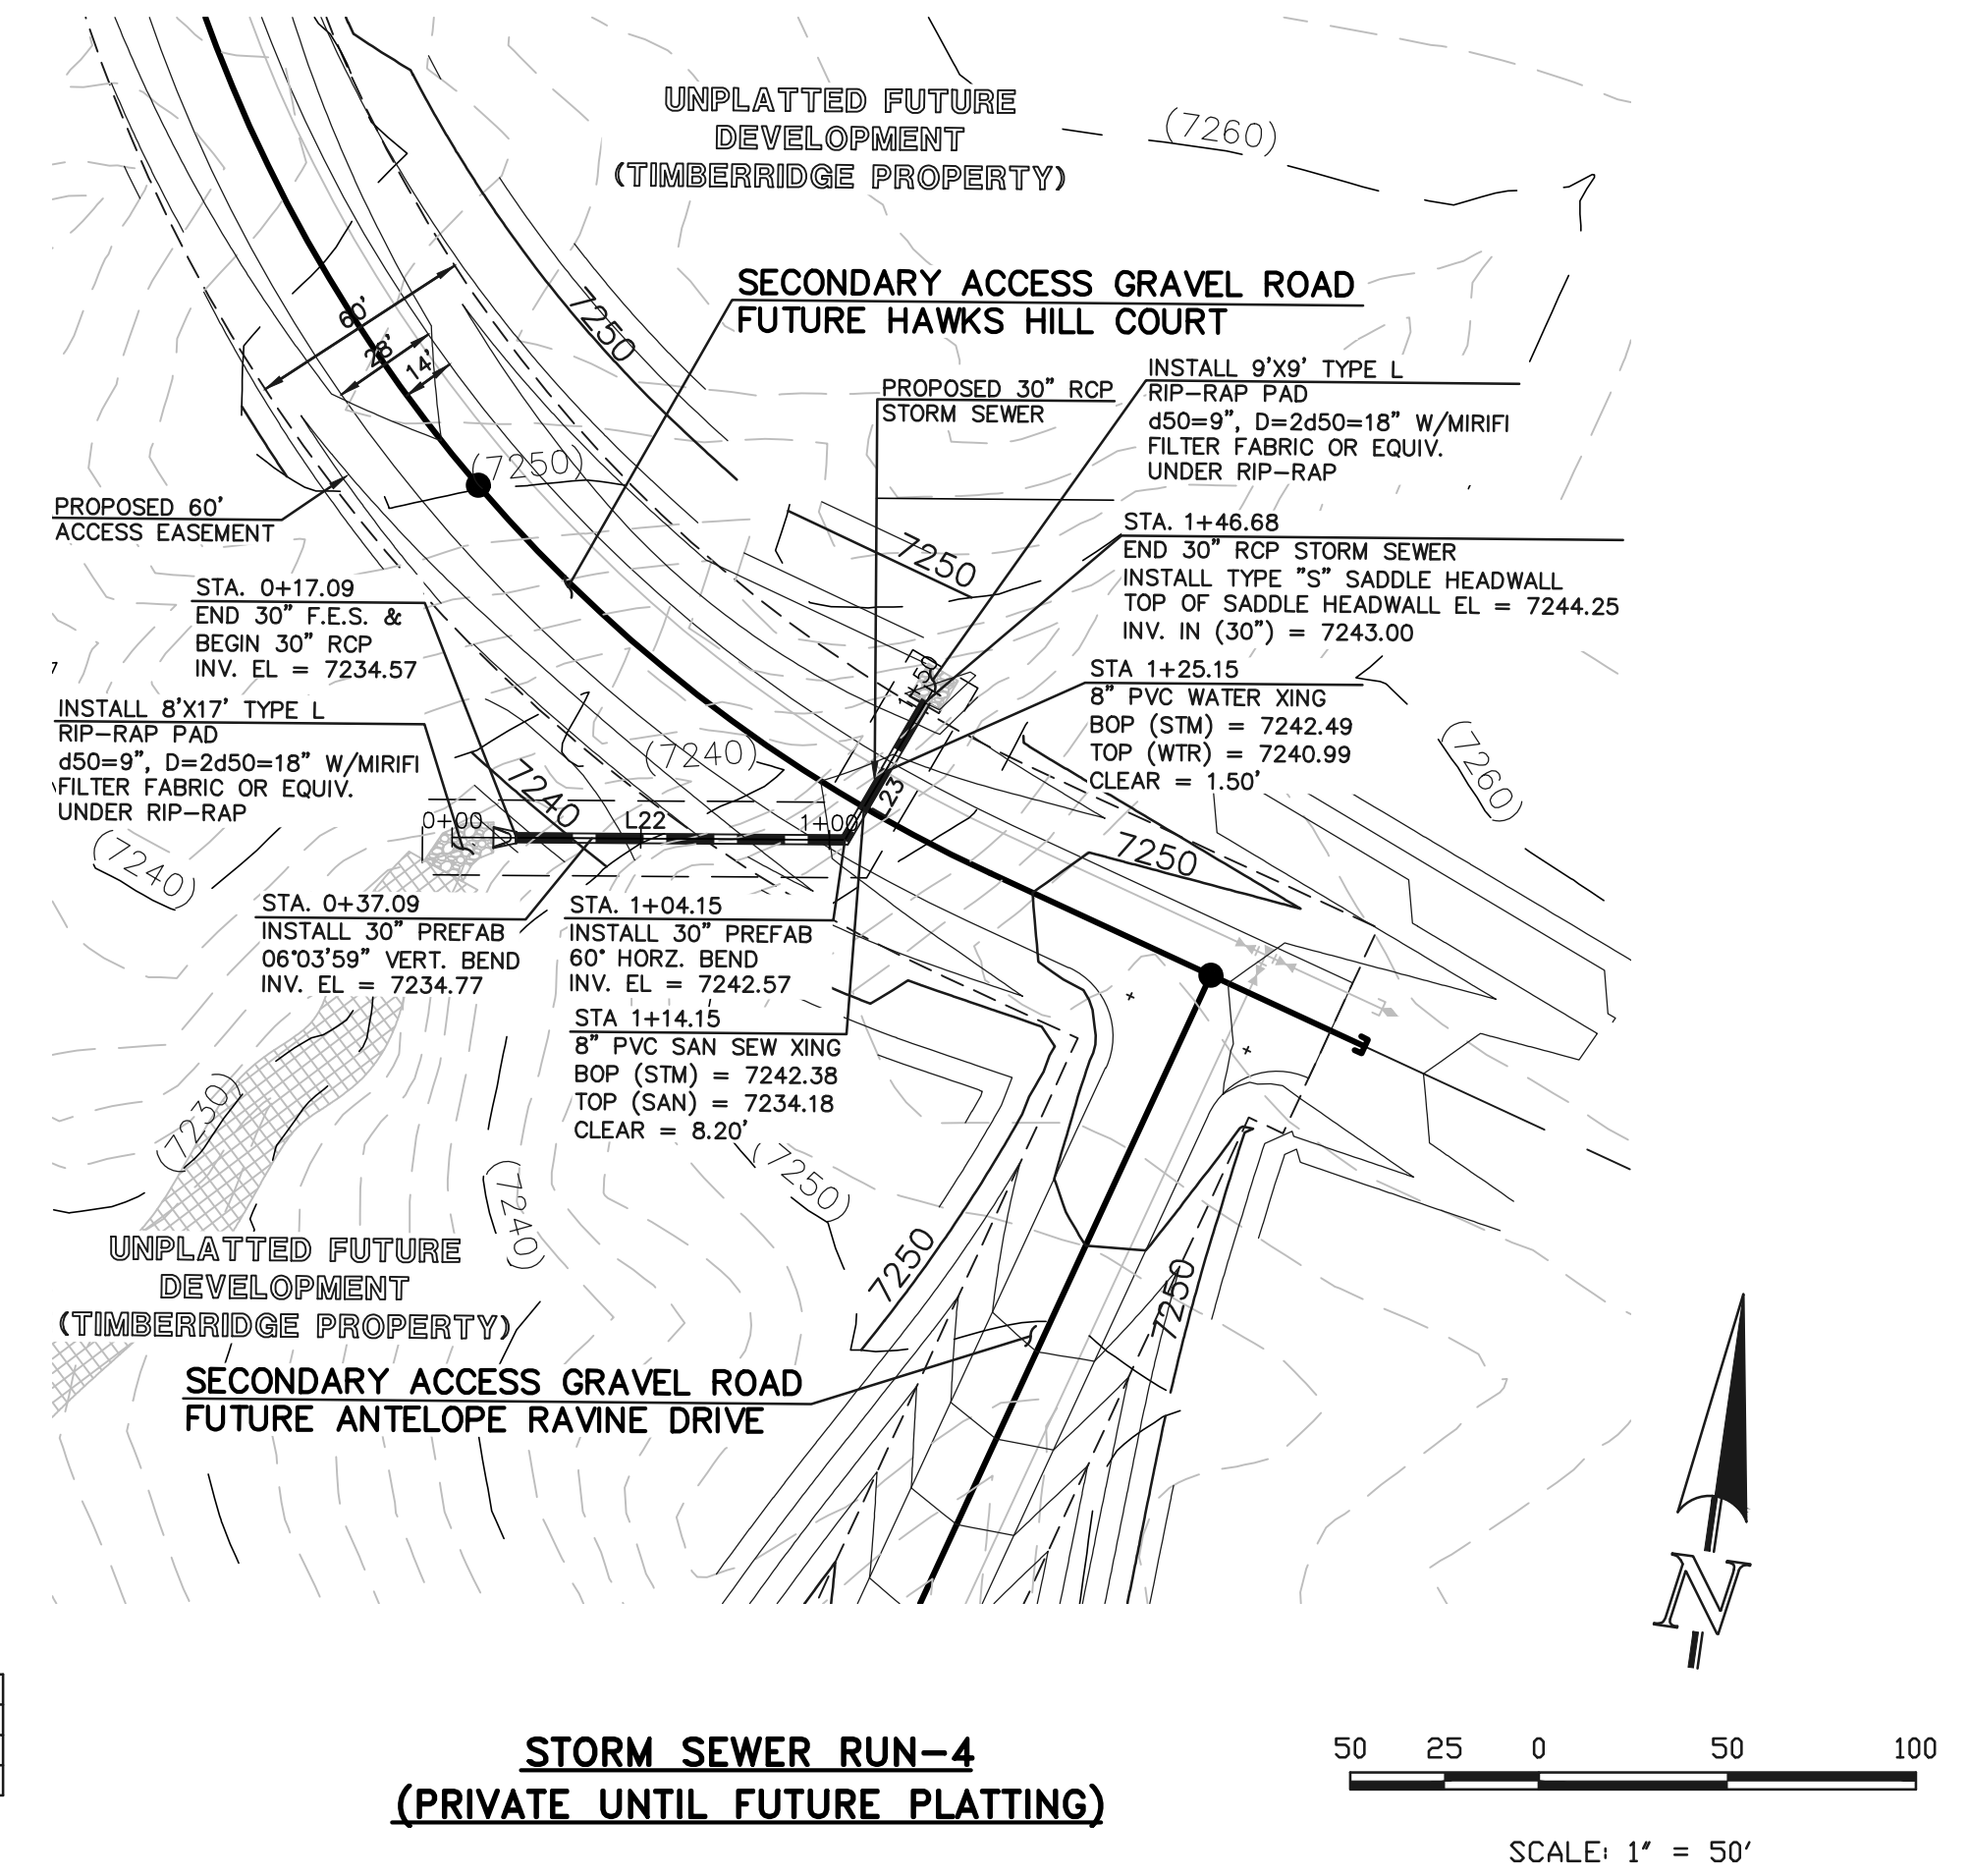 UNPLATTED FUTURE
DEVELOPMENT
(TIMBERRIDGE PROPERTY)
(7260)
SECONDARY ACCESS GRAVEL ROAD
FUTURE HAWKS HILL COURT
7250
60'
28'
14'
PROPOSED 30" RCP
STORM SEWER
INSTALL 9'X9' TYPE L
RIP-RAP PAD
d50=9", D=2d50=18" W/MIRIFI
FILTER FABRIC OR EQUIV.
UNDER RIP-RAP
(7250)
PROPOSED 60'
ACCESS EASEMENT
7250
STA. 1+46.68
END 30" RCP STORM SEWER
INSTALL TYPE "S" SADDLE HEADWALL
TOP OF SADDLE HEADWALL EL = 7244.25
INV. IN (30") = 7243.00
STA. 0+17.09
END 30" F.E.S. &
BEGIN 30" RCP
INV. EL = 7234.57
1+50
STA 1+25.15
8" PVC WATER XING
BOP (STM) = 7242.49
TOP (WTR) = 7240.99
CLEAR = 1.50'
INSTALL 8'X17' TYPE L
RIP-RAP PAD
d50=9", D=2d50=18" W/MIRIFI
FILTER FABRIC OR EQUIV.
UNDER RIP-RAP
(7240)
7240
(7260)
0+00
L22
1+00
L23
7250
(7240)
STA. 0+37.09
INSTALL 30" PREFAB
06°03'59" VERT. BEND
INV. EL = 7234.77
STA. 1+04.15
INSTALL 30" PREFAB
60° HORZ. BEND
INV. EL = 7242.57
STA 1+14.15
8" PVC SAN SEW XING
BOP (STM) = 7242.38
TOP (SAN) = 7234.18
CLEAR = 8.20'
(7230)
(7240)
(7250)
7250
7250
UNPLATTED FUTURE
DEVELOPMENT
(TIMBERRIDGE PROPERTY)
SECONDARY ACCESS GRAVEL ROAD
FUTURE ANTELOPE RAVINE DRIVE
N
STORM SEWER RUN-4
(PRIVATE UNTIL FUTURE PLATTING)
50 25 0 50 100
SCALE: 1" = 50'